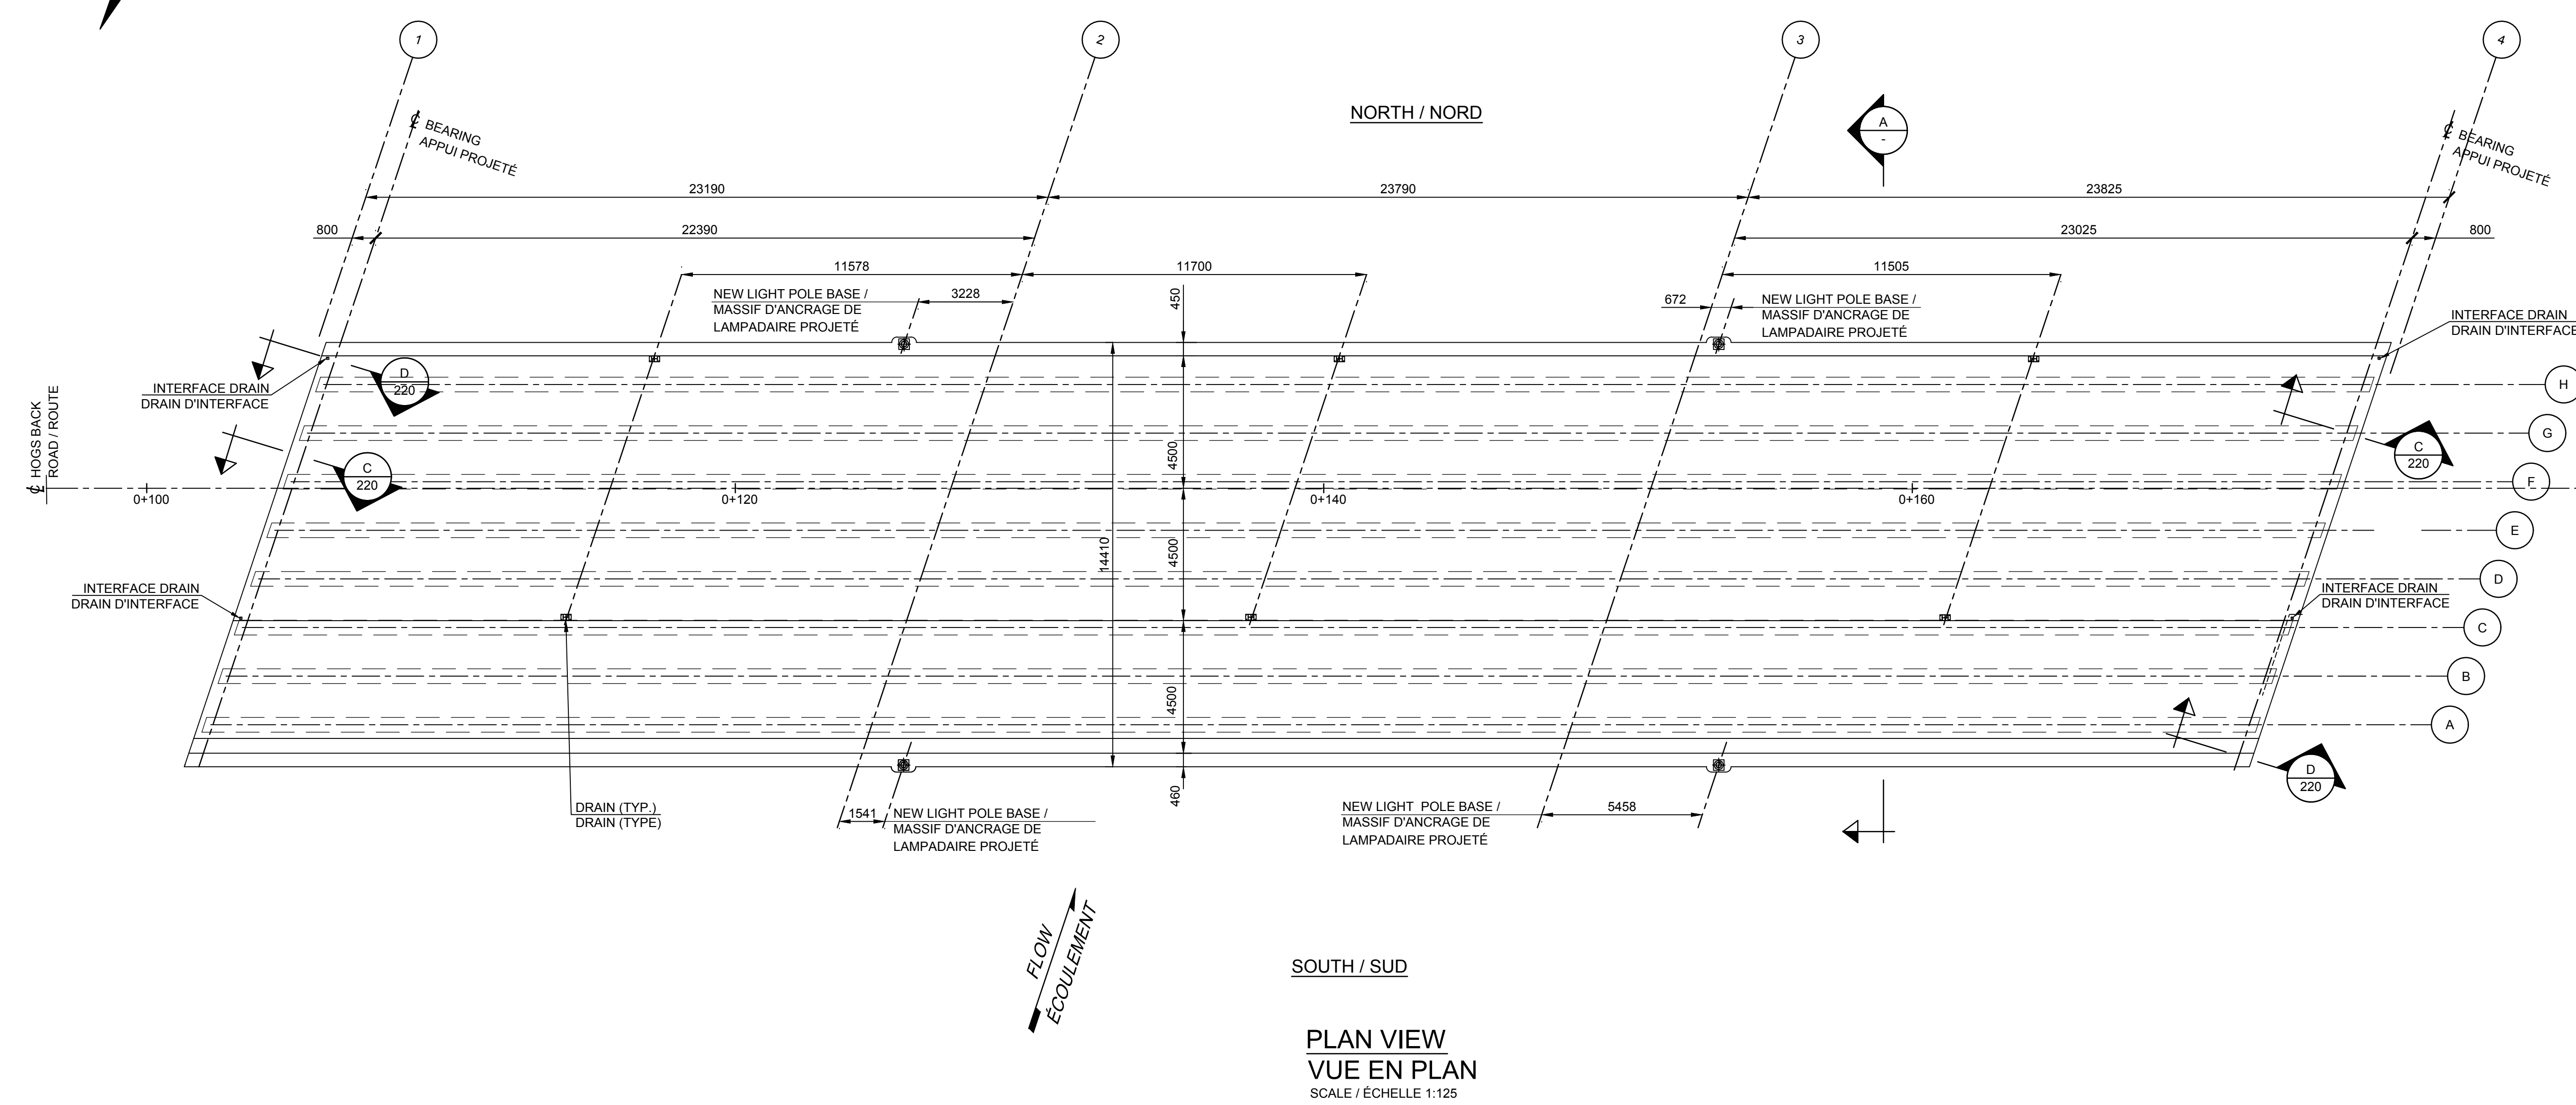 1
2
3
4
℄ BEARING
APPUI PROJETÉ
NORTH / NORD
A
-
℄ BEARING
APPUI PROJETÉ
23190
23790
23825
800
22390
23025
800
11578
11700
11505
NEW LIGHT POLE BASE /
MASSIF D'ANCRAGE DE
LAMPADAIRE PROJETÉ
3228
450
672
NEW LIGHT POLE BASE /
MASSIF D'ANCRAGE DE
LAMPADAIRE PROJETÉ
INTERFACE DRAIN
DRAIN D'INTERFACE
INTERFACE DRAIN
DRAIN D'INTERFACE
D
220
H
G
℄ HOGS BACK
ROAD / ROUTE
C
220
4500
C
220
F
0+100
0+120
0+140
0+160
E
14410
4500
D
INTERFACE DRAIN
DRAIN D'INTERFACE
INTERFACE DRAIN
DRAIN D'INTERFACE
C
B
4500
A
D
220
460
DRAIN (TYP.)
DRAIN (TYPE)
1541
NEW LIGHT POLE BASE /
MASSIF D'ANCRAGE DE
LAMPADAIRE PROJETÉ
NEW LIGHT POLE BASE /
MASSIF D'ANCRAGE DE
LAMPADAIRE PROJETÉ
5458
FLOW
ÉCOULEMENT
SOUTH / SUD
PLAN VIEW
VUE EN PLAN
SCALE / ÉCHELLE 1:125